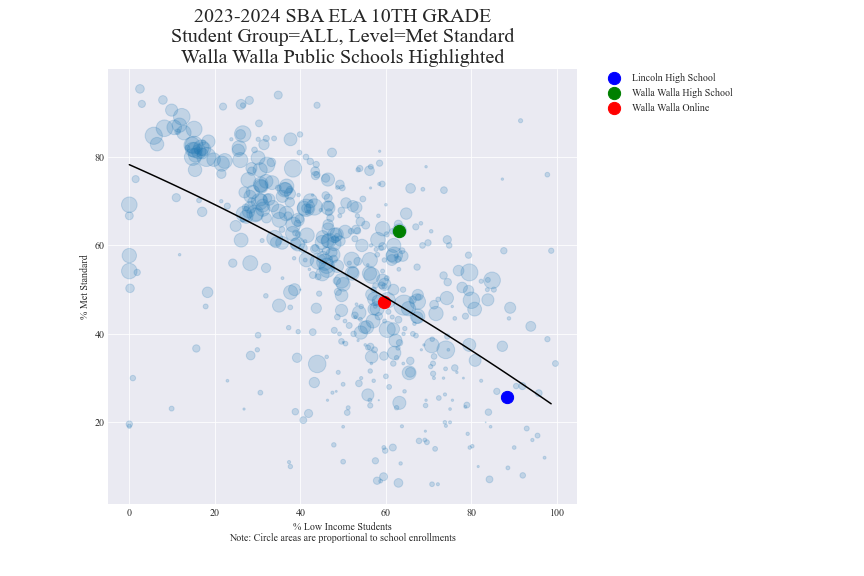 2023-2024 SBA ELA 10TH GRADE
Student Group=ALL, Level=Met Standard
Walla Walla Public Schools Highlighted
Lincoln High School
Walla Walla High School
Walla Walla Online
% Met Standard
80
60
40
20
0 20 40 60 80 100
% Low Income Students
Note: Circle areas are proportional to school enrollments